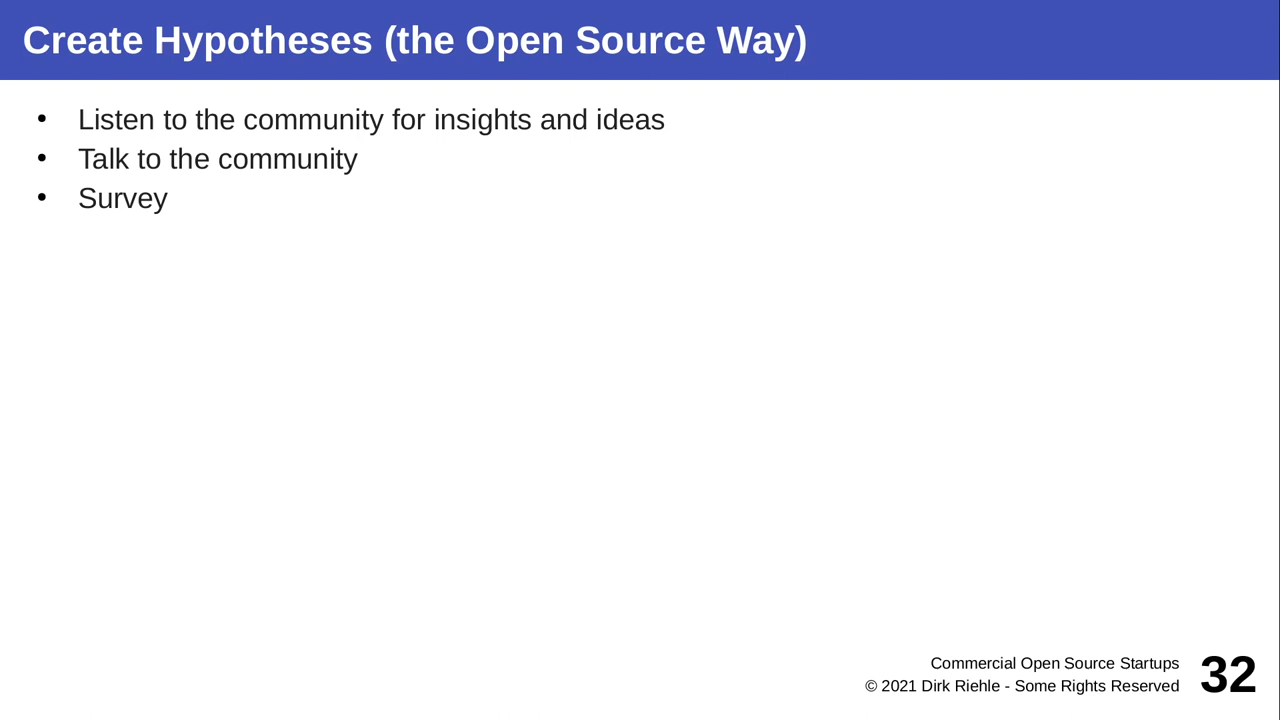 Create Hypotheses (the Open Source Way)
• Listen to the community for insights and ideas
• Talk to the community
• Survey
Commercial Open Source Startups
© 2021 Dirk Riehle - Some Rights Reserved
32